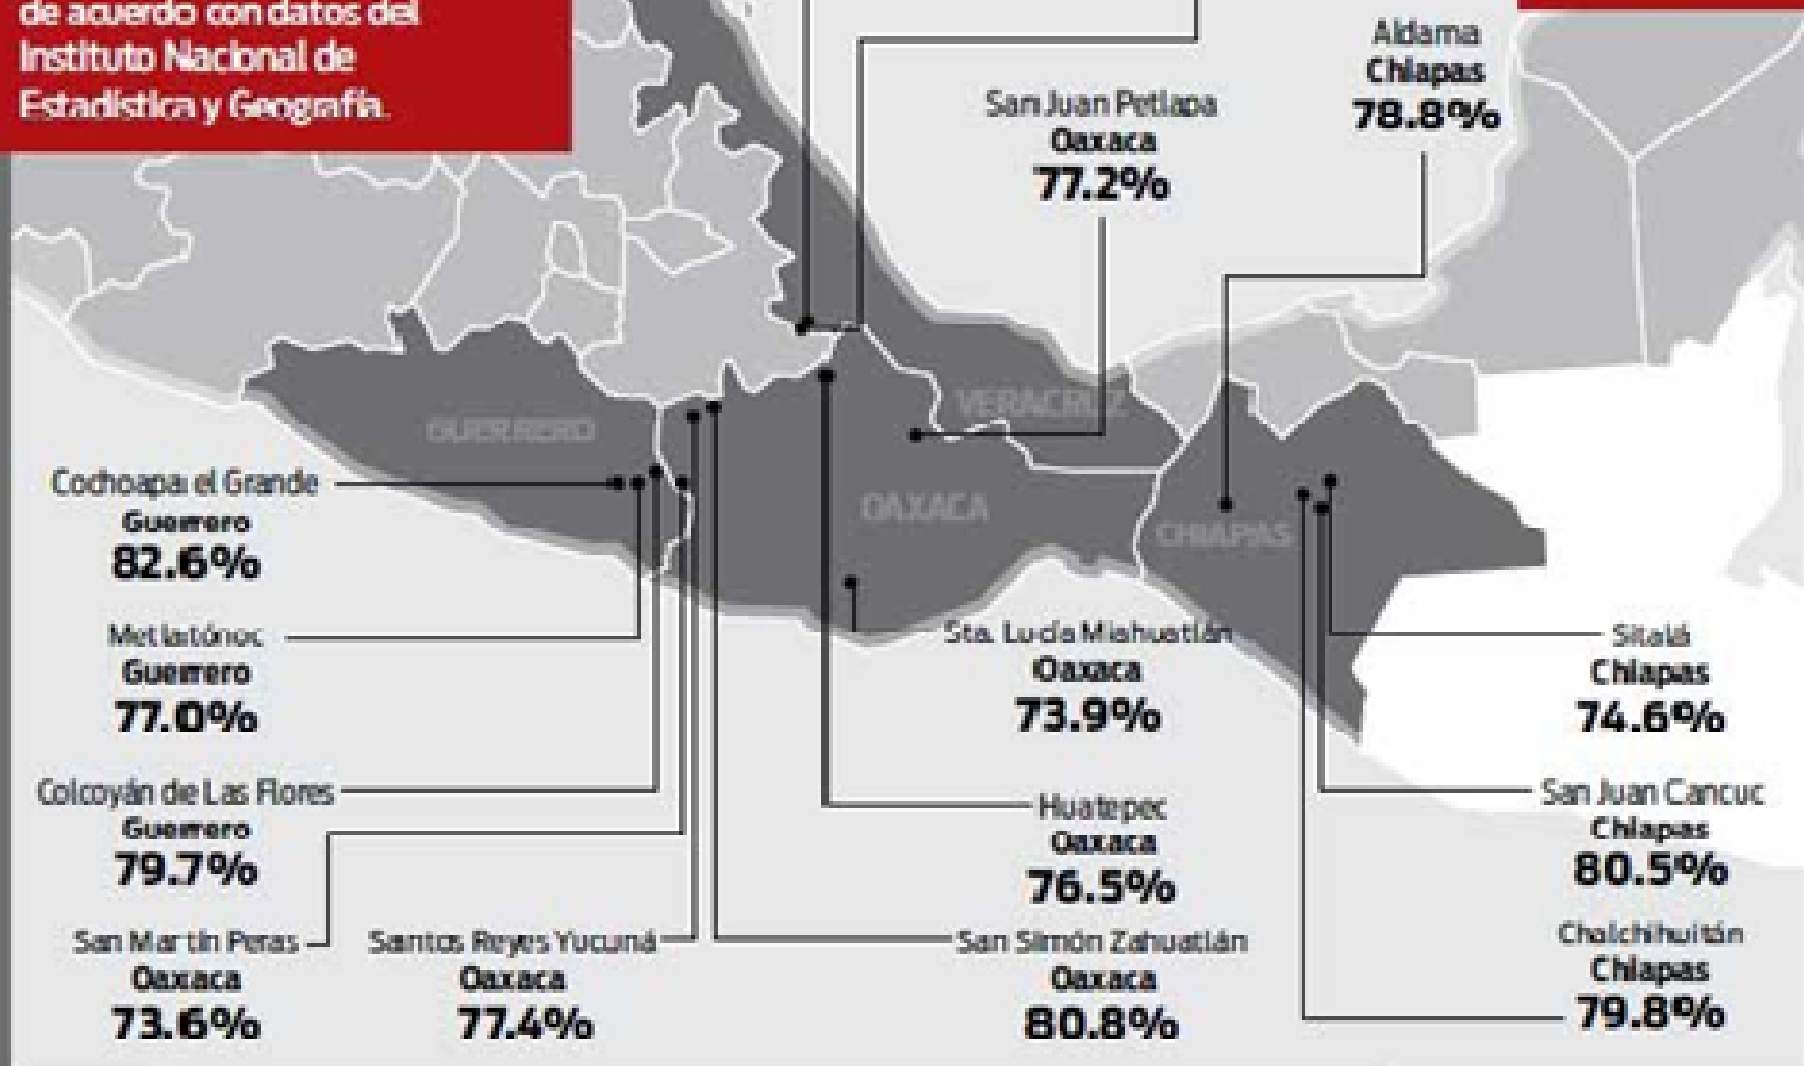 de acuerdo con datos del
Instituto Nacional de
Estadística y Geografía.
Aldama
Chiapas
78.8%
San Juan Petlapa
Oaxaca
77.2%
GUERRERO
VERACRUZ
OAXACA
CHIAPAS
Cochoapa el Grande
Guerrero
82.6%
Metlatónoc
Guerrero
77.0%
Colcoyán de Las Flores
Guerrero
79.7%
San Martín Peras
Oaxaca
73.6%
Santos Reyes Yucuná
Oaxaca
77.4%
Sta. Lucía Miahuatlán
Oaxaca
73.9%
Huatepec
Oaxaca
76.5%
San Simón Zahuatlán
Oaxaca
80.8%
Sitalá
Chiapas
74.6%
San Juan Cancuc
Chiapas
80.5%
Chalchihuitán
Chiapas
79.8%